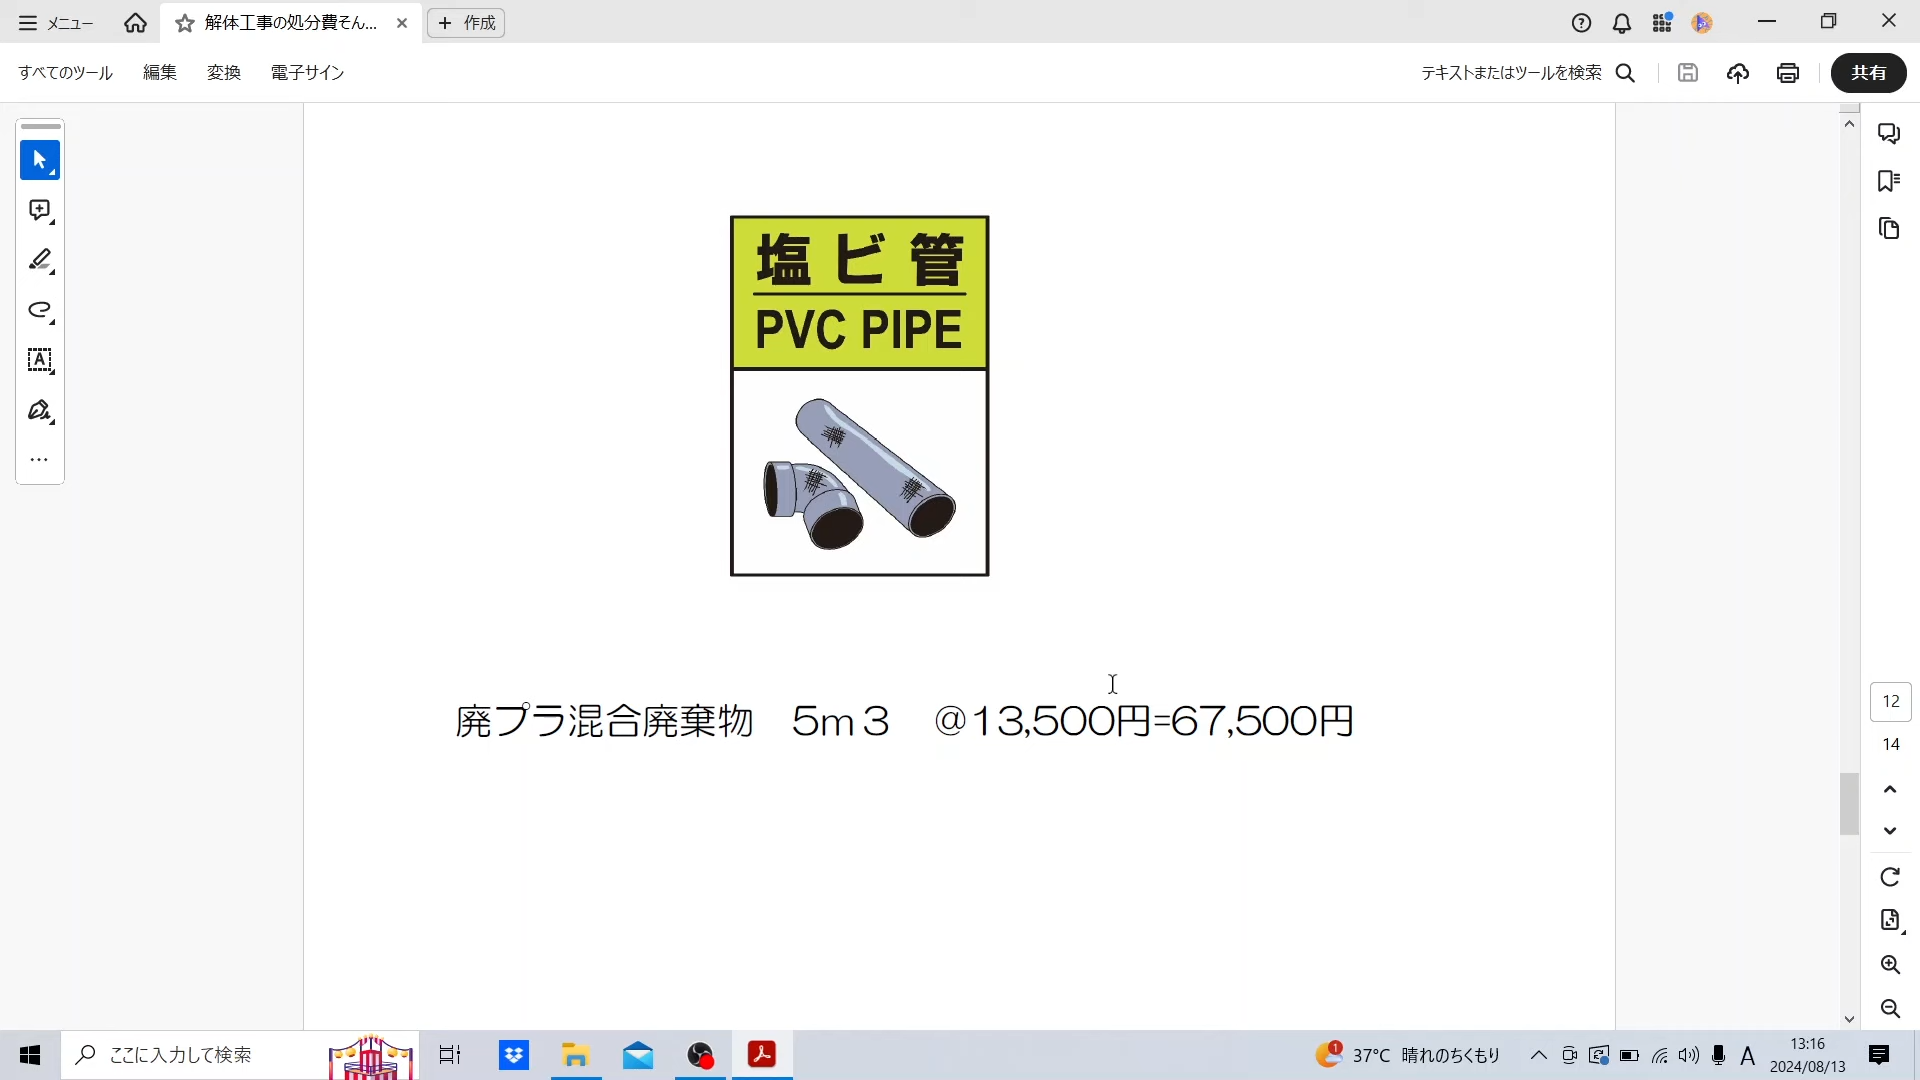 メニュー
解体工事の処分費そん...
作成
すべてのツール
編集
変換
電子サイン
テキストまたはツールを検索
共有
塩ビ管
PVC PIPE
廃プラ混合廃棄物　5ｍ３　@13,500円=67,500円
12
14
ここに入力して検索
1
37°C 晴れのちくもり
A
13:16
2024/08/13